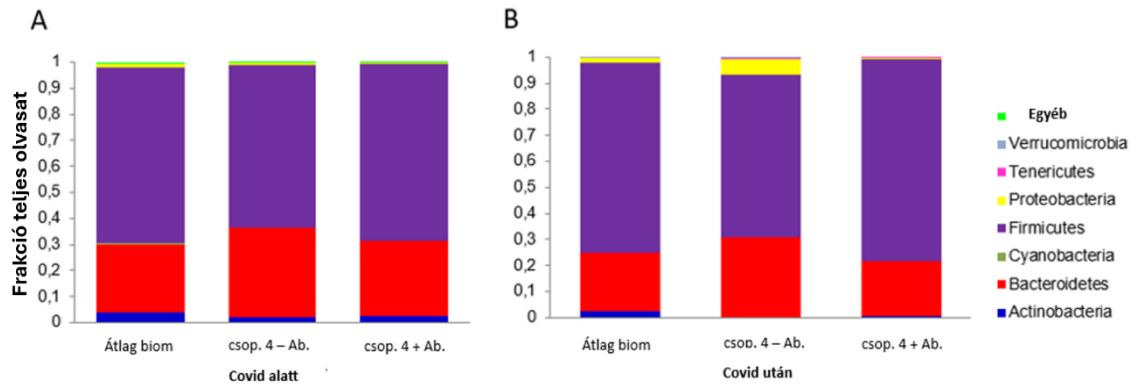 A
B
Frakció teljes olvasat
1
0,9
0,8
0,7
0,6
0,5
0,4
0,3
0,2
0,1
0
Átlag biom
csop. 4 – Ab.
csop. 4 + Ab.
Covid alatt
1
0,9
0,8
0,7
0,6
0,5
0,4
0,3
0,2
0,1
0
Átlag biom
csop. 4 – Ab.
csop. 4 + Ab.
Covid után
Egyéb
Verrucomicrobia
Tenericutes
Proteobacteria
Firmicutes
Cyanobacteria
Bacteroidetes
Actinobacteria